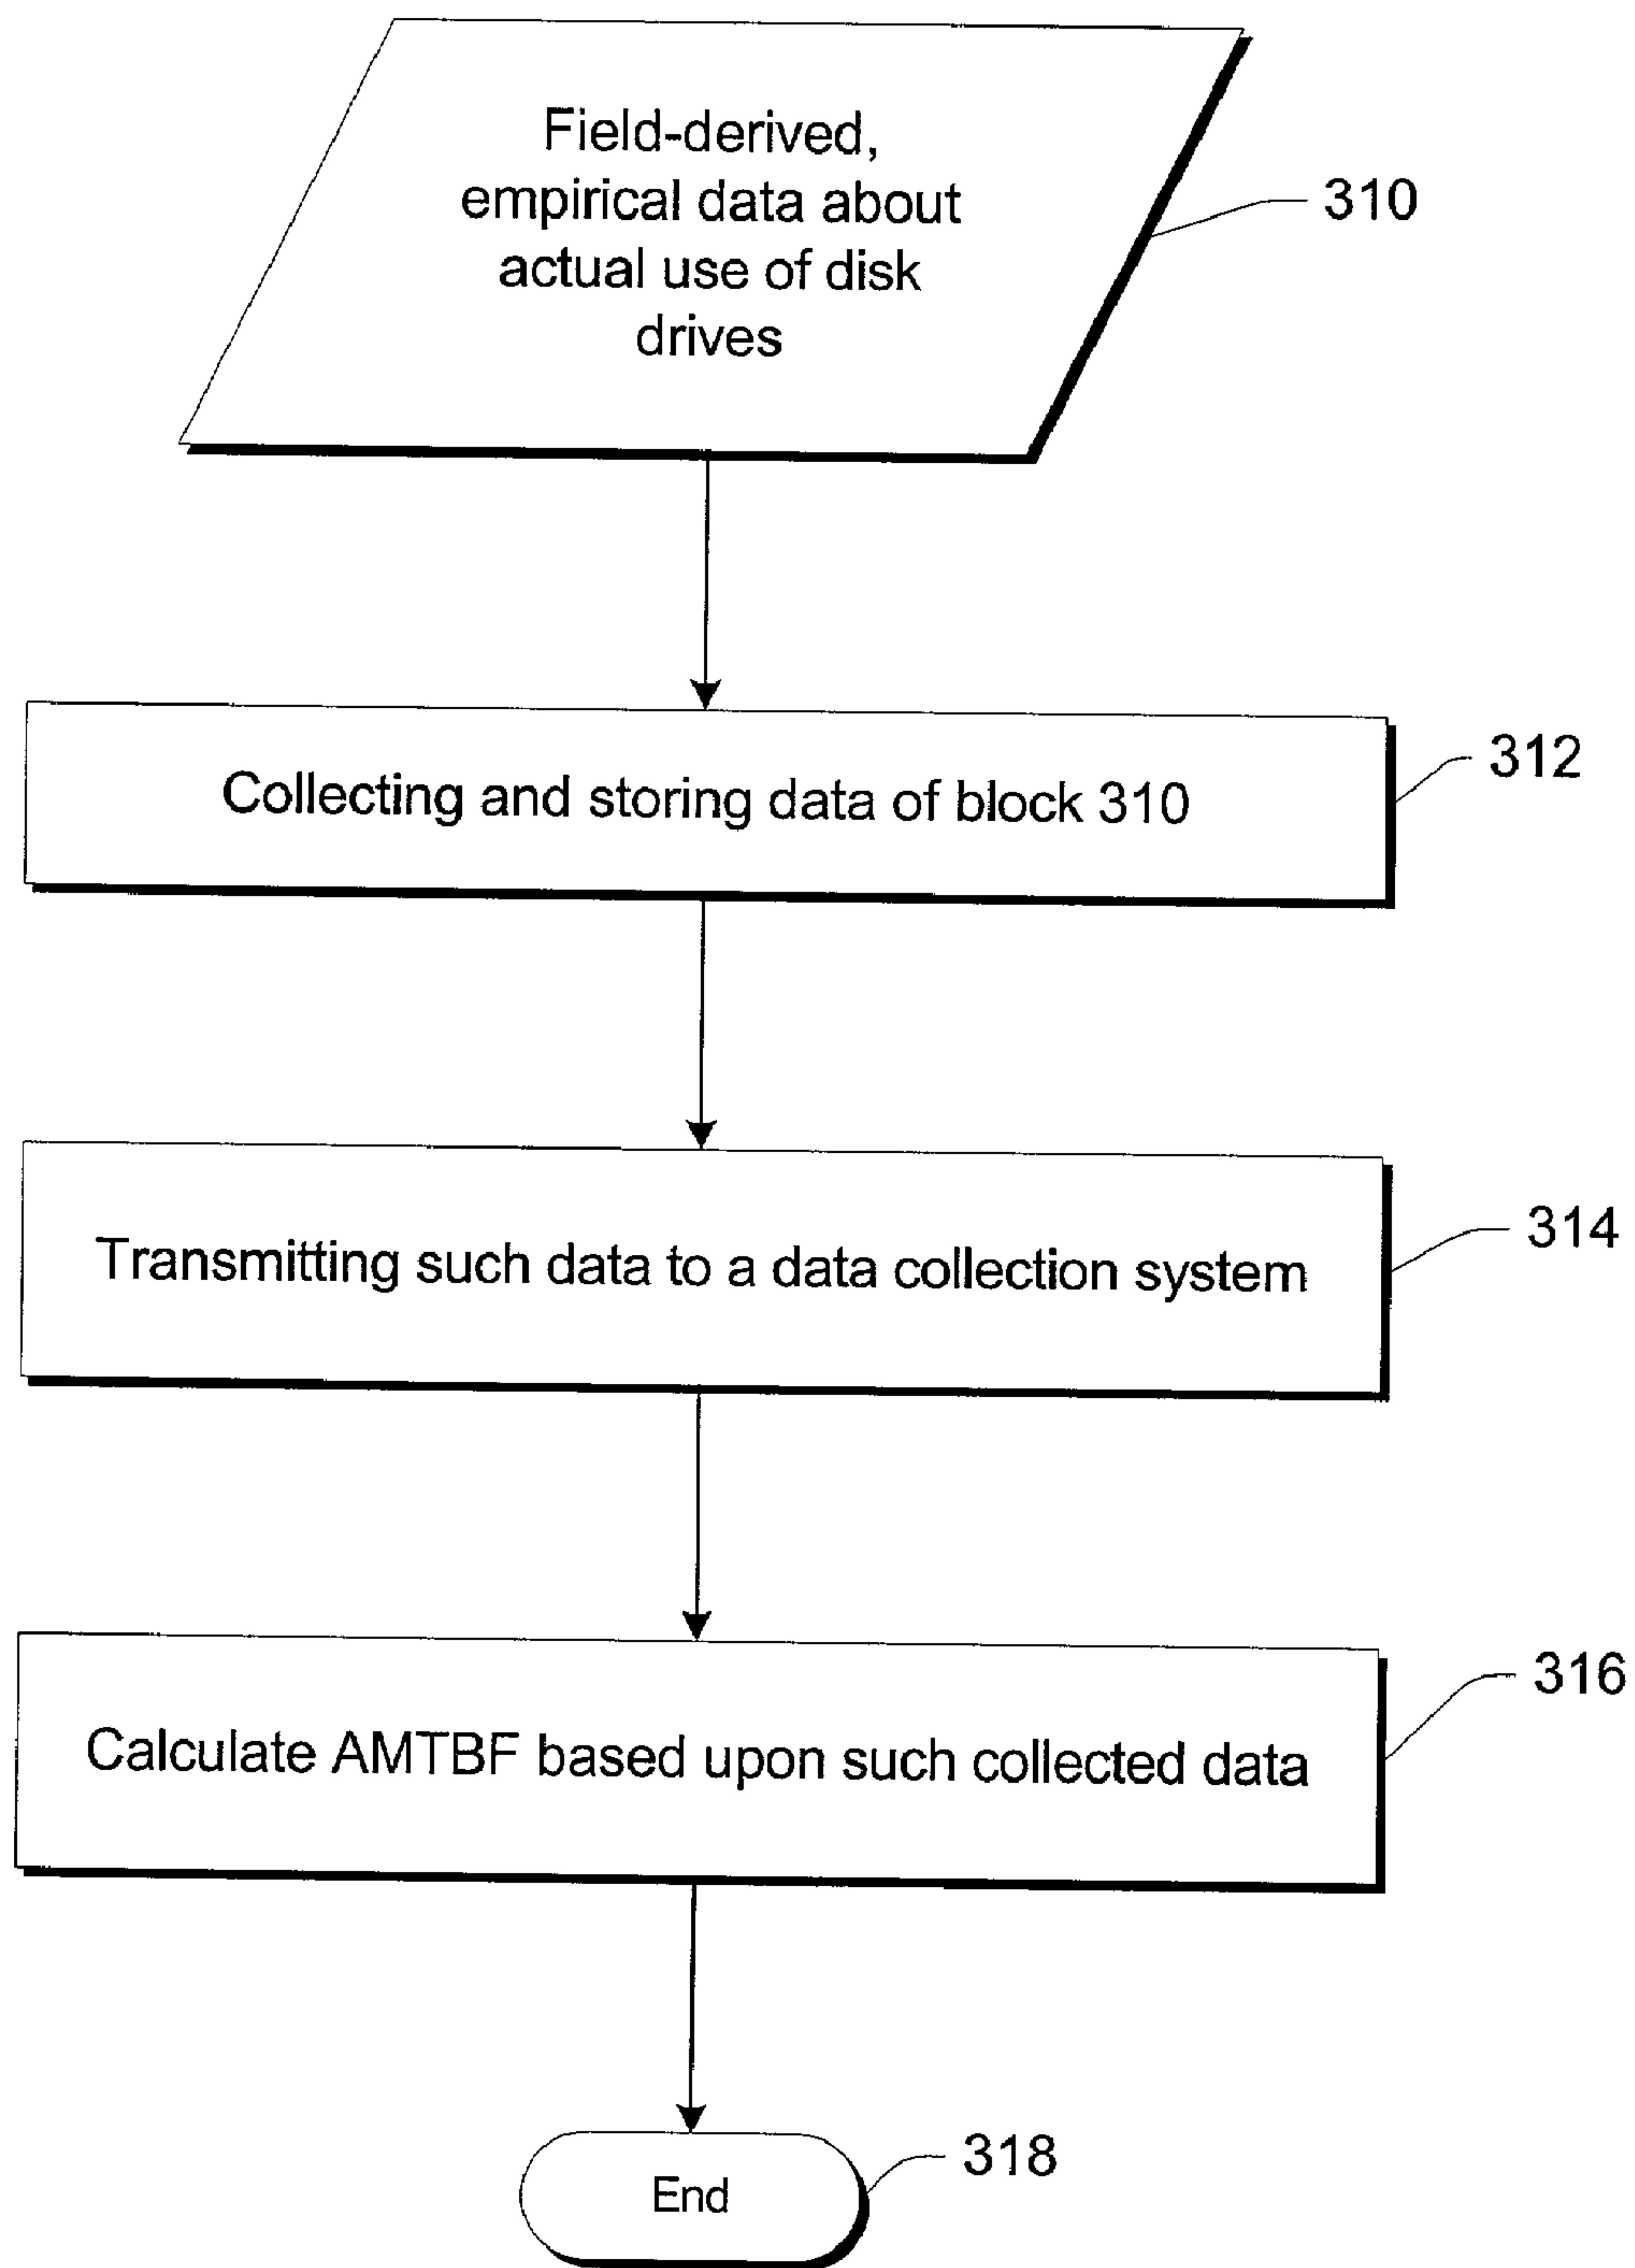 Field-derived,
empirical data about
actual use of disk
drives
310
Collecting and storing data of block 310
312
Transmitting such data to a data collection system
314
Calculate AMTBF based upon such collected data
316
End
318